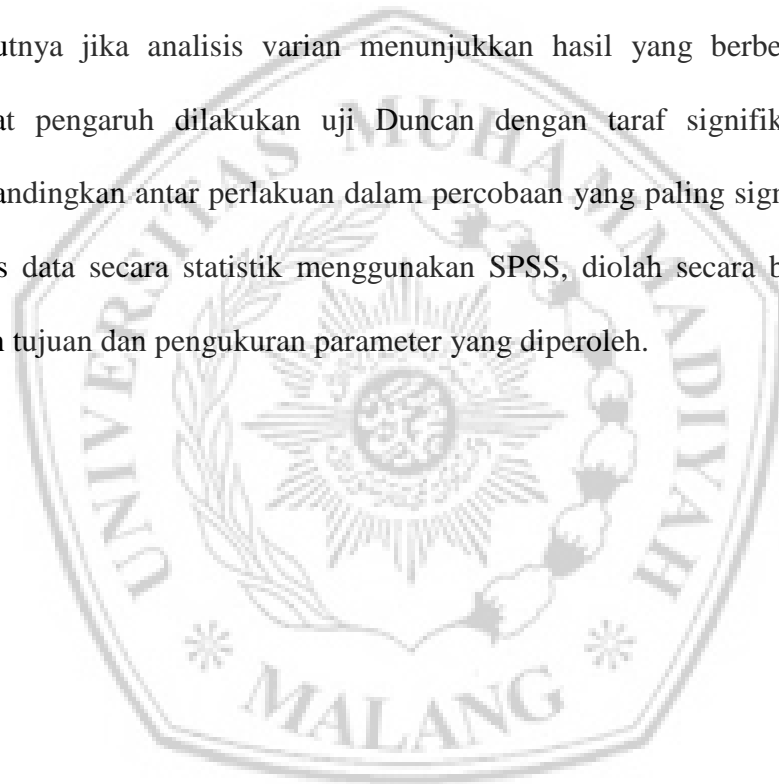 utnya jika analisis varian menunjukkan hasil yang berbe
at pengaruh dilakukan uji Duncan dengan taraf signifik
andingkan antar perlakuan dalam percobaan yang paling sign
s data secara statistik menggunakan SPSS, diolah secara b
n tujuan dan pengukuran parameter yang diperoleh.
UNIVERSITAS MUHAMMADIYAH
MALANG